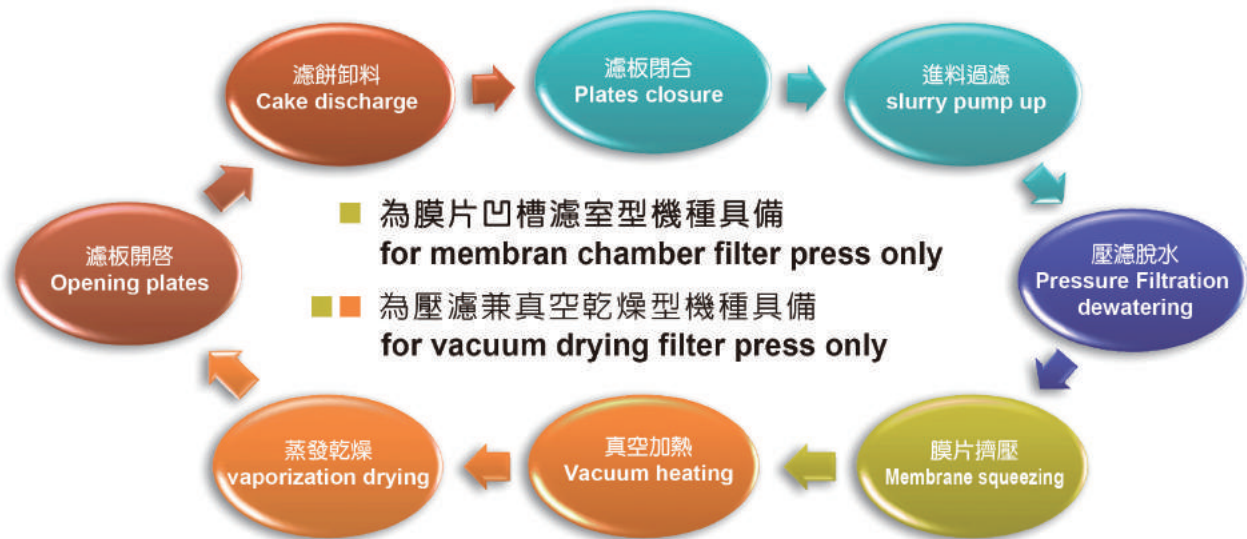 濾餅卸料
Cake discharge
濾板閉合
Plates closure
進料過濾
slurry pump up
濾板開啓
Opening plates
為膜片凹槽濾室型機種具備
for membran chamber filter press only
為壓濾兼真空乾燥型機種具備
for vacuum drying filter press only
壓濾脫水
Pressure Filtration
dewatering
蒸發乾燥
vaporization drying
真空加熱
Vacuum heating
膜片擠壓
Membrane squeezing